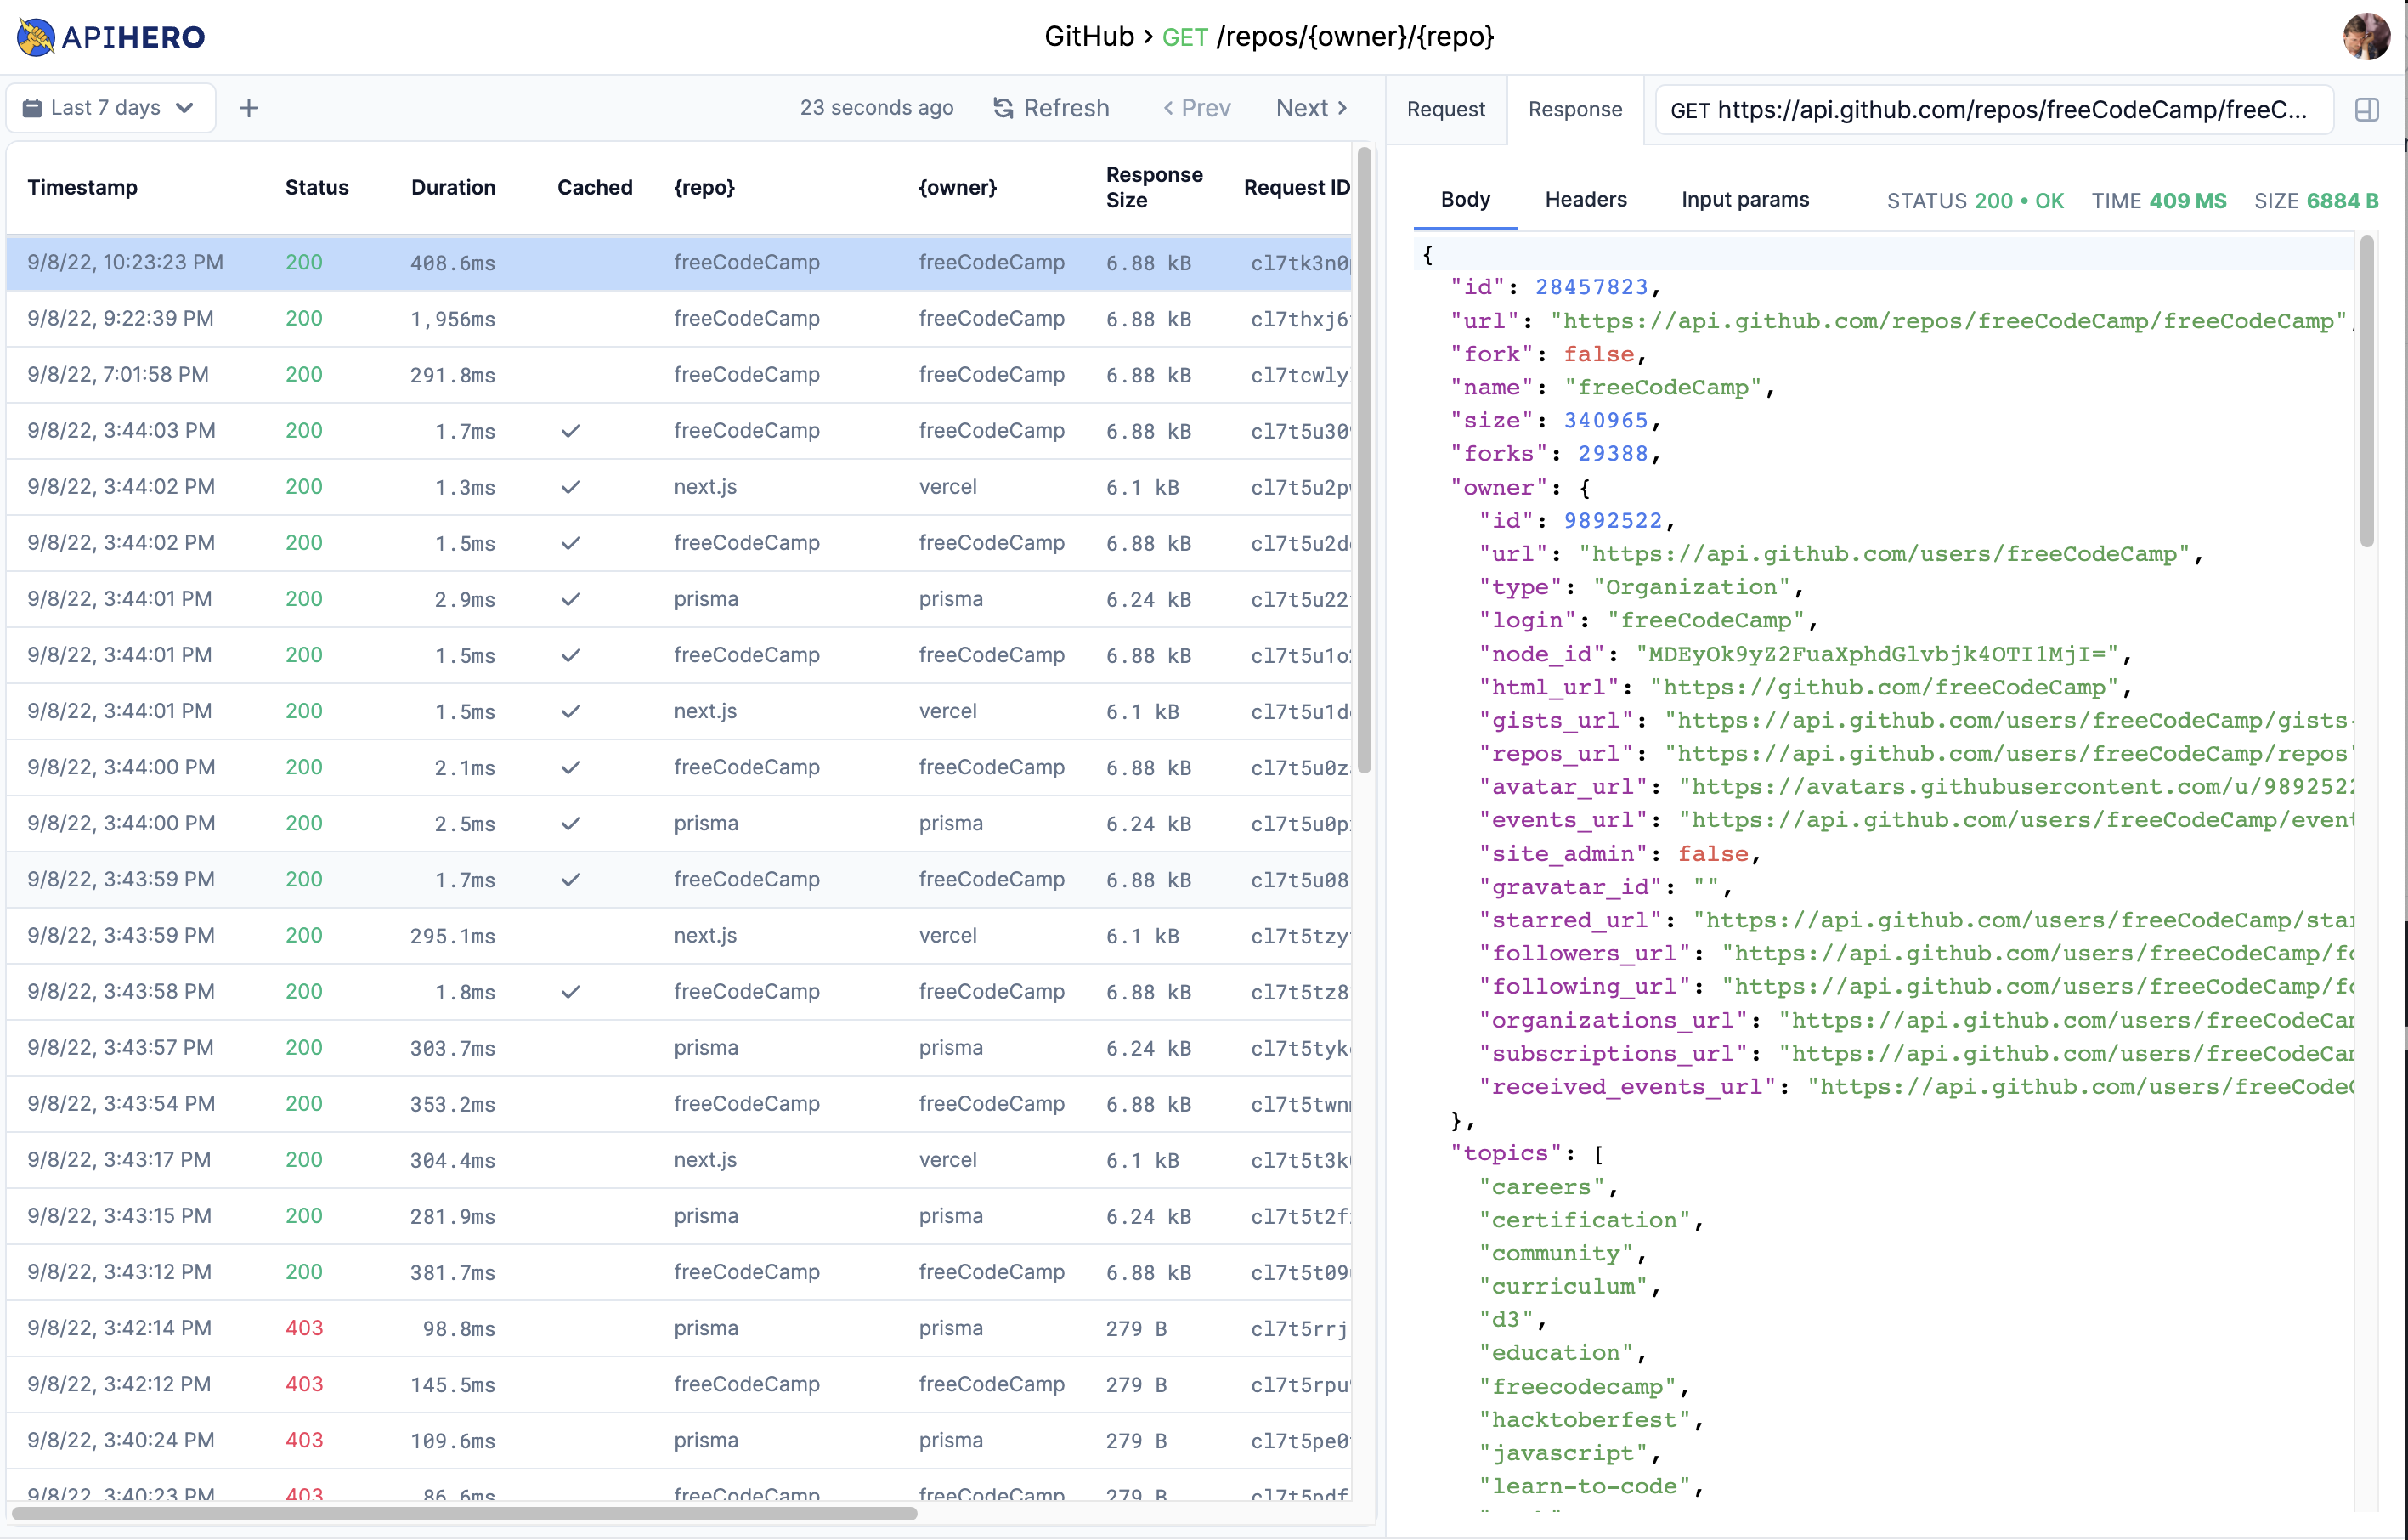 APIHERO
GitHub > GET /repos/{owner}/{repo}
Last 7 days
23 seconds ago Refresh Prev Next
Timestamp Status Duration Cached {repo} {owner} Response Size Request ID
9/8/22, 10:23:23 PM 200 408.6ms freeCodeCamp freeCodeCamp 6.88 kB cl7tk3n0
9/8/22, 9:22:39 PM 200 1,956ms freeCodeCamp freeCodeCamp 6.88 kB cl7thxj6
9/8/22, 7:01:58 PM 200 291.8ms freeCodeCamp freeCodeCamp 6.88 kB cl7tcwly
9/8/22, 3:44:03 PM 200 1.7ms ✓ freeCodeCamp freeCodeCamp 6.88 kB cl7t5u30
9/8/22, 3:44:02 PM 200 1.3ms ✓ next.js vercel 6.1 kB cl7t5u2p
9/8/22, 3:44:02 PM 200 1.5ms ✓ freeCodeCamp freeCodeCamp 6.88 kB cl7t5u2d
9/8/22, 3:44:01 PM 200 2.9ms ✓ prisma prisma 6.24 kB cl7t5u22
9/8/22, 3:44:01 PM 200 1.5ms ✓ freeCodeCamp freeCodeCamp 6.88 kB cl7t5u1o
9/8/22, 3:44:01 PM 200 1.5ms ✓ next.js vercel 6.1 kB cl7t5u1d
9/8/22, 3:44:00 PM 200 2.1ms ✓ freeCodeCamp freeCodeCamp 6.88 kB cl7t5u0z
9/8/22, 3:44:00 PM 200 2.5ms ✓ prisma prisma 6.24 kB cl7t5u0p
9/8/22, 3:43:59 PM 200 1.7ms ✓ freeCodeCamp freeCodeCamp 6.88 kB cl7t5u08
9/8/22, 3:43:59 PM 200 295.1ms next.js vercel 6.1 kB cl7t5tzy
9/8/22, 3:43:58 PM 200 1.8ms ✓ freeCodeCamp freeCodeCamp 6.88 kB cl7t5tz8
9/8/22, 3:43:57 PM 200 303.7ms prisma prisma 6.24 kB cl7t5tyk
9/8/22, 3:43:54 PM 200 353.2ms freeCodeCamp freeCodeCamp 6.88 kB cl7t5twn
9/8/22, 3:43:17 PM 200 304.4ms next.js vercel 6.1 kB cl7t5t3k
9/8/22, 3:43:15 PM 200 281.9ms prisma prisma 6.24 kB cl7t5t2f
9/8/22, 3:43:12 PM 200 381.7ms freeCodeCamp freeCodeCamp 6.88 kB cl7t5t09
9/8/22, 3:42:14 PM 403 98.8ms prisma prisma 279 B cl7t5rrj
9/8/22, 3:42:12 PM 403 145.5ms freeCodeCamp freeCodeCamp 279 B cl7t5rpu
9/8/22, 3:40:24 PM 403 109.6ms prisma prisma 279 B cl7t5pe0
9/8/22, 3:40:23 PM 403 86.6ms freeCodeCamp freeCodeCamp 279 B cl7t5pdf
Request Response GET https://api.github.com/repos/freeCodeCamp/freeC...
Body Headers Input params STATUS 200 • OK TIME 409 MS SIZE 6884 B
{
"id": 28457823,
"url": "https://api.github.com/repos/freeCodeCamp/freeCodeCamp",
"fork": false,
"name": "freeCodeCamp",
"size": 340965,
"forks": 29388,
"owner": {
"id": 9892522,
"url": "https://api.github.com/users/freeCodeCamp",
"type": "Organization",
"login": "freeCodeCamp",
"node_id": "MDEyOk9yZ2FuaXphdGlvbjk4OTI1MjI=",
"html_url": "https://github.com/freeCodeCamp",
"gists_url": "https://api.github.com/users/freeCodeCamp/gists
"repos_url": "https://api.github.com/users/freeCodeCamp/repos
"avatar_url": "https://avatars.githubusercontent.com/u/9892522
"events_url": "https://api.github.com/users/freeCodeCamp/event
"site_admin": false,
"gravatar_id": "",
"starred_url": "https://api.github.com/users/freeCodeCamp/sta
"followers_url": "https://api.github.com/users/freeCodeCamp/fo
"following_url": "https://api.github.com/users/freeCodeCamp/fo
"organizations_url": "https://api.github.com/users/freeCodeCa
"subscriptions_url": "https://api.github.com/users/freeCodeCa
"received_events_url": "https://api.github.com/users/freeCode
},
"topics": [
"careers",
"certification",
"community",
"curriculum",
"d3",
"education",
"freecodecamp",
"hacktoberfest",
"javascript",
"learn-to-code",